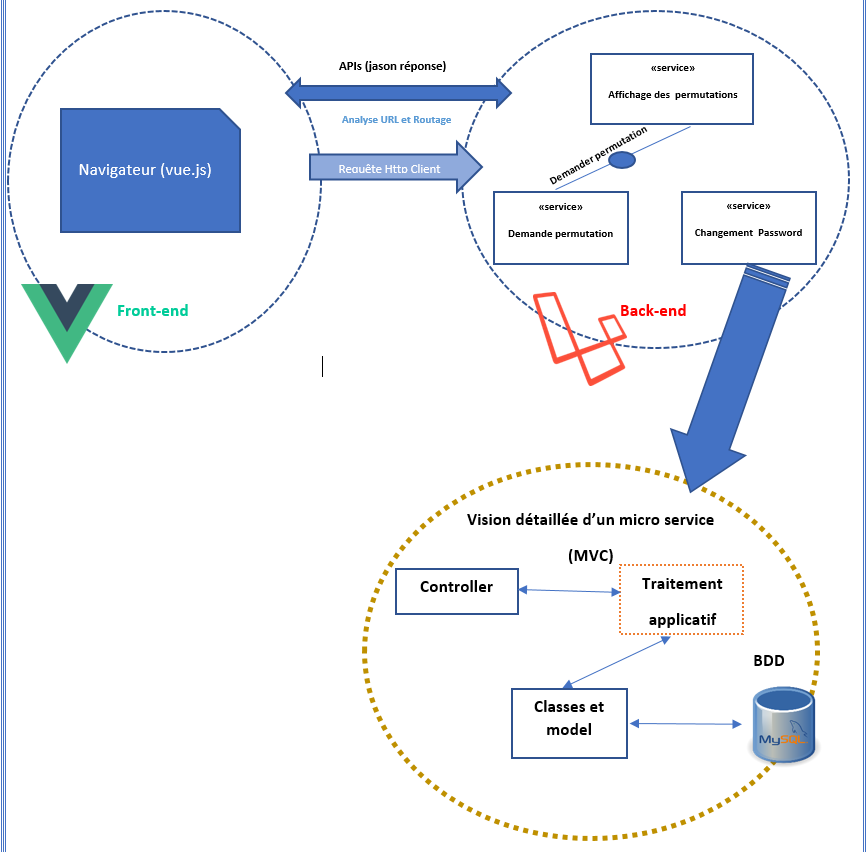 APIs (jason réponse)
Analyse URL et Routage
Requête Htto Client
Navigateur (vue.js)
Front-end
«service»
Affichage des permutations
Demander permutation
«service»
Demande permutation
«service»
Changement Password
Back-end
Vision détaillée d’un micro service
(MVC)
Controller
Traitement
applicatif
BDD
Classes et
model
MySQL